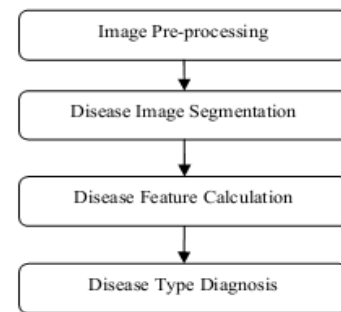 Image Pre-processing
Disease Image Segmentation
Disease Feature Calculation
Disease Type Diagnosis